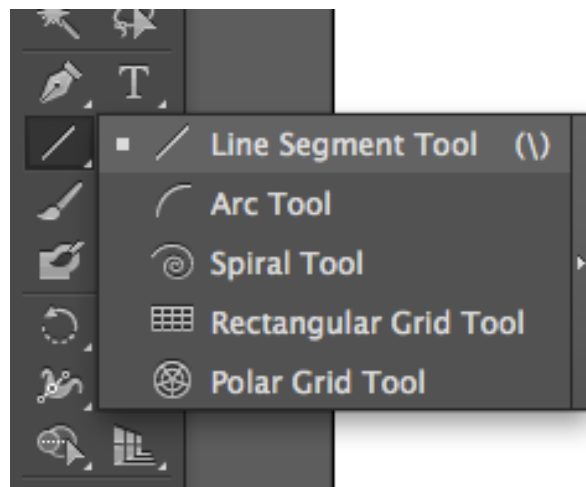 T
Line Segment Tool (\)
Arc Tool
Spiral Tool
Rectangular Grid Tool
Polar Grid Tool